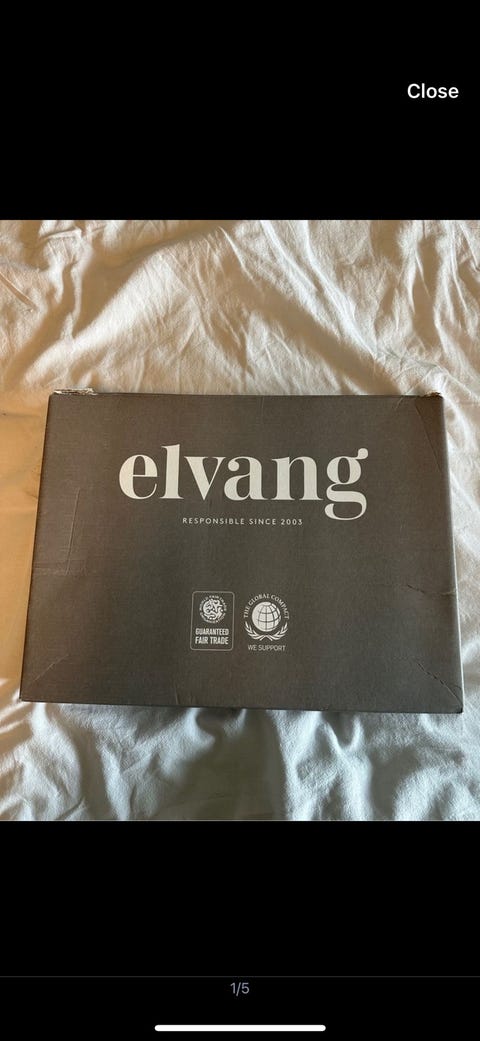 Close
elvang
RESPONSIBLE SINCE 2003
GUARANTEED
FAIR TRADE
THE GLOBAL COMPACT
WE SUPPORT
1/5